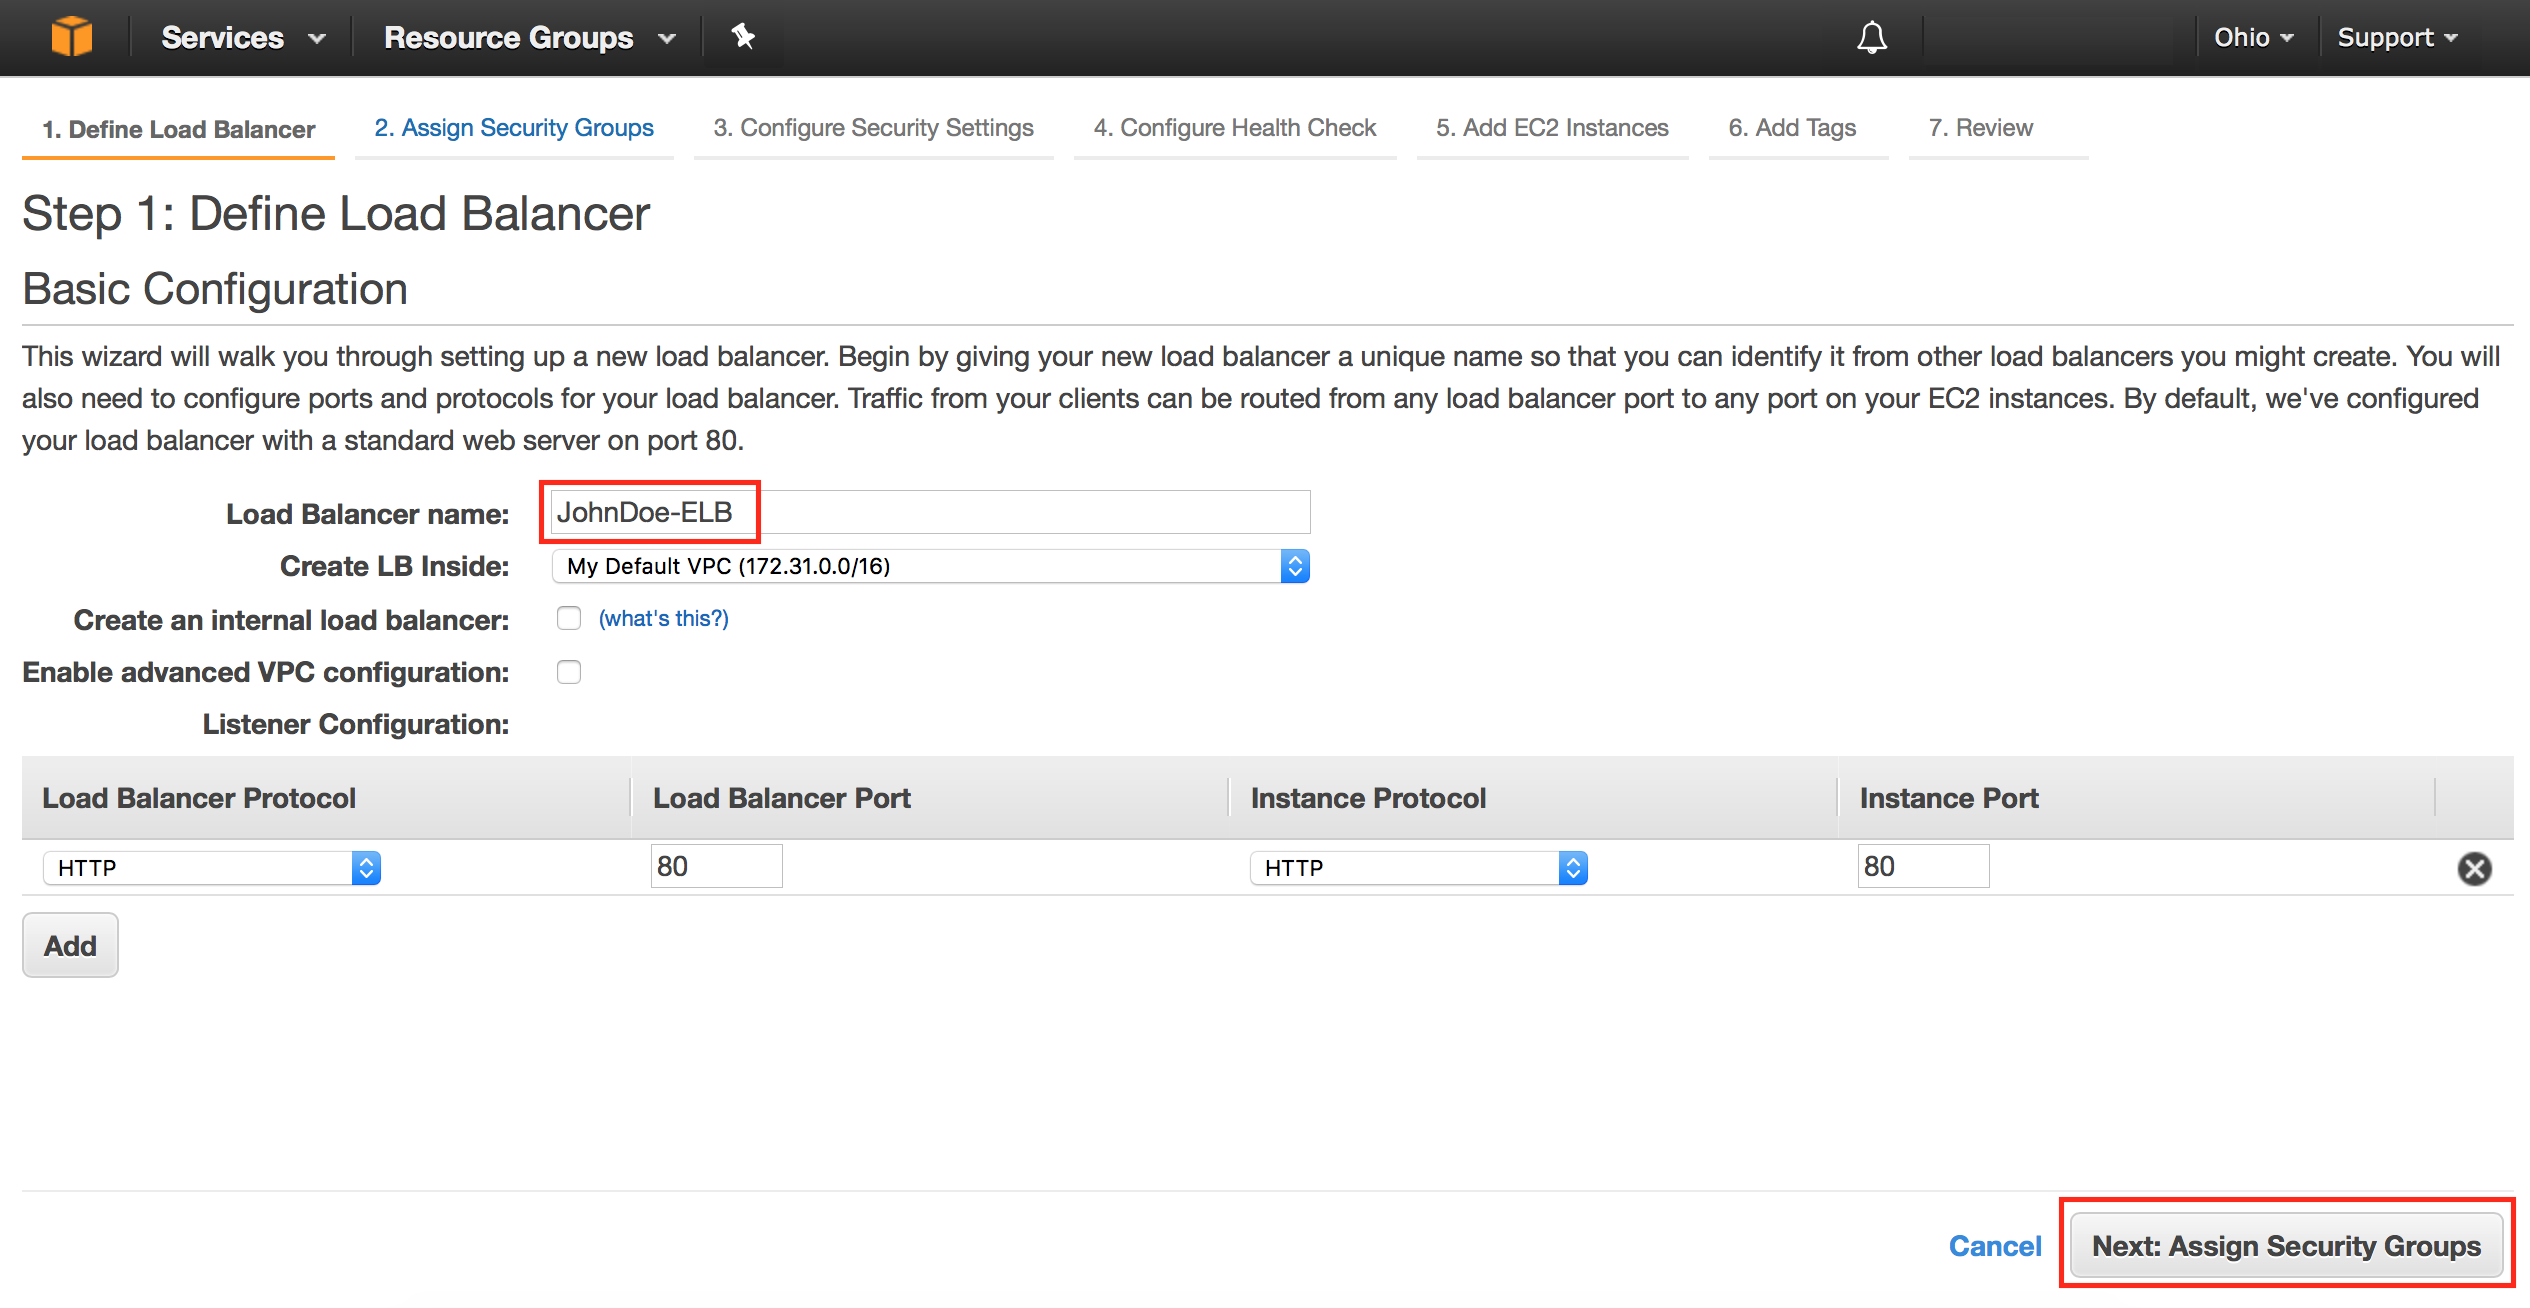 Services Resource Groups Ohio Support
1. Define Load Balancer 2. Assign Security Groups 3. Configure Security Settings 4. Configure Health Check 5. Add EC2 Instances 6. Add Tags 7. Review
Step 1: Define Load Balancer
Basic Configuration
This wizard will walk you through setting up a new load balancer. Begin by giving your new load balancer a unique name so that you can identify it from other load balancers you might create. You will
also need to configure ports and protocols for your load balancer. Traffic from your clients can be routed from any load balancer port to any port on your EC2 instances. By default, we've configured
your load balancer with a standard web server on port 80.
Load Balancer name: JohnDoe-ELB
Create LB Inside: My Default VPC (172.31.0.0/16)
Create an internal load balancer: (what's this?)
Enable advanced VPC configuration:
Listener Configuration:
Load Balancer Protocol Load Balancer Port Instance Protocol Instance Port
HTTP 80 HTTP 80
Add
Cancel Next: Assign Security Groups